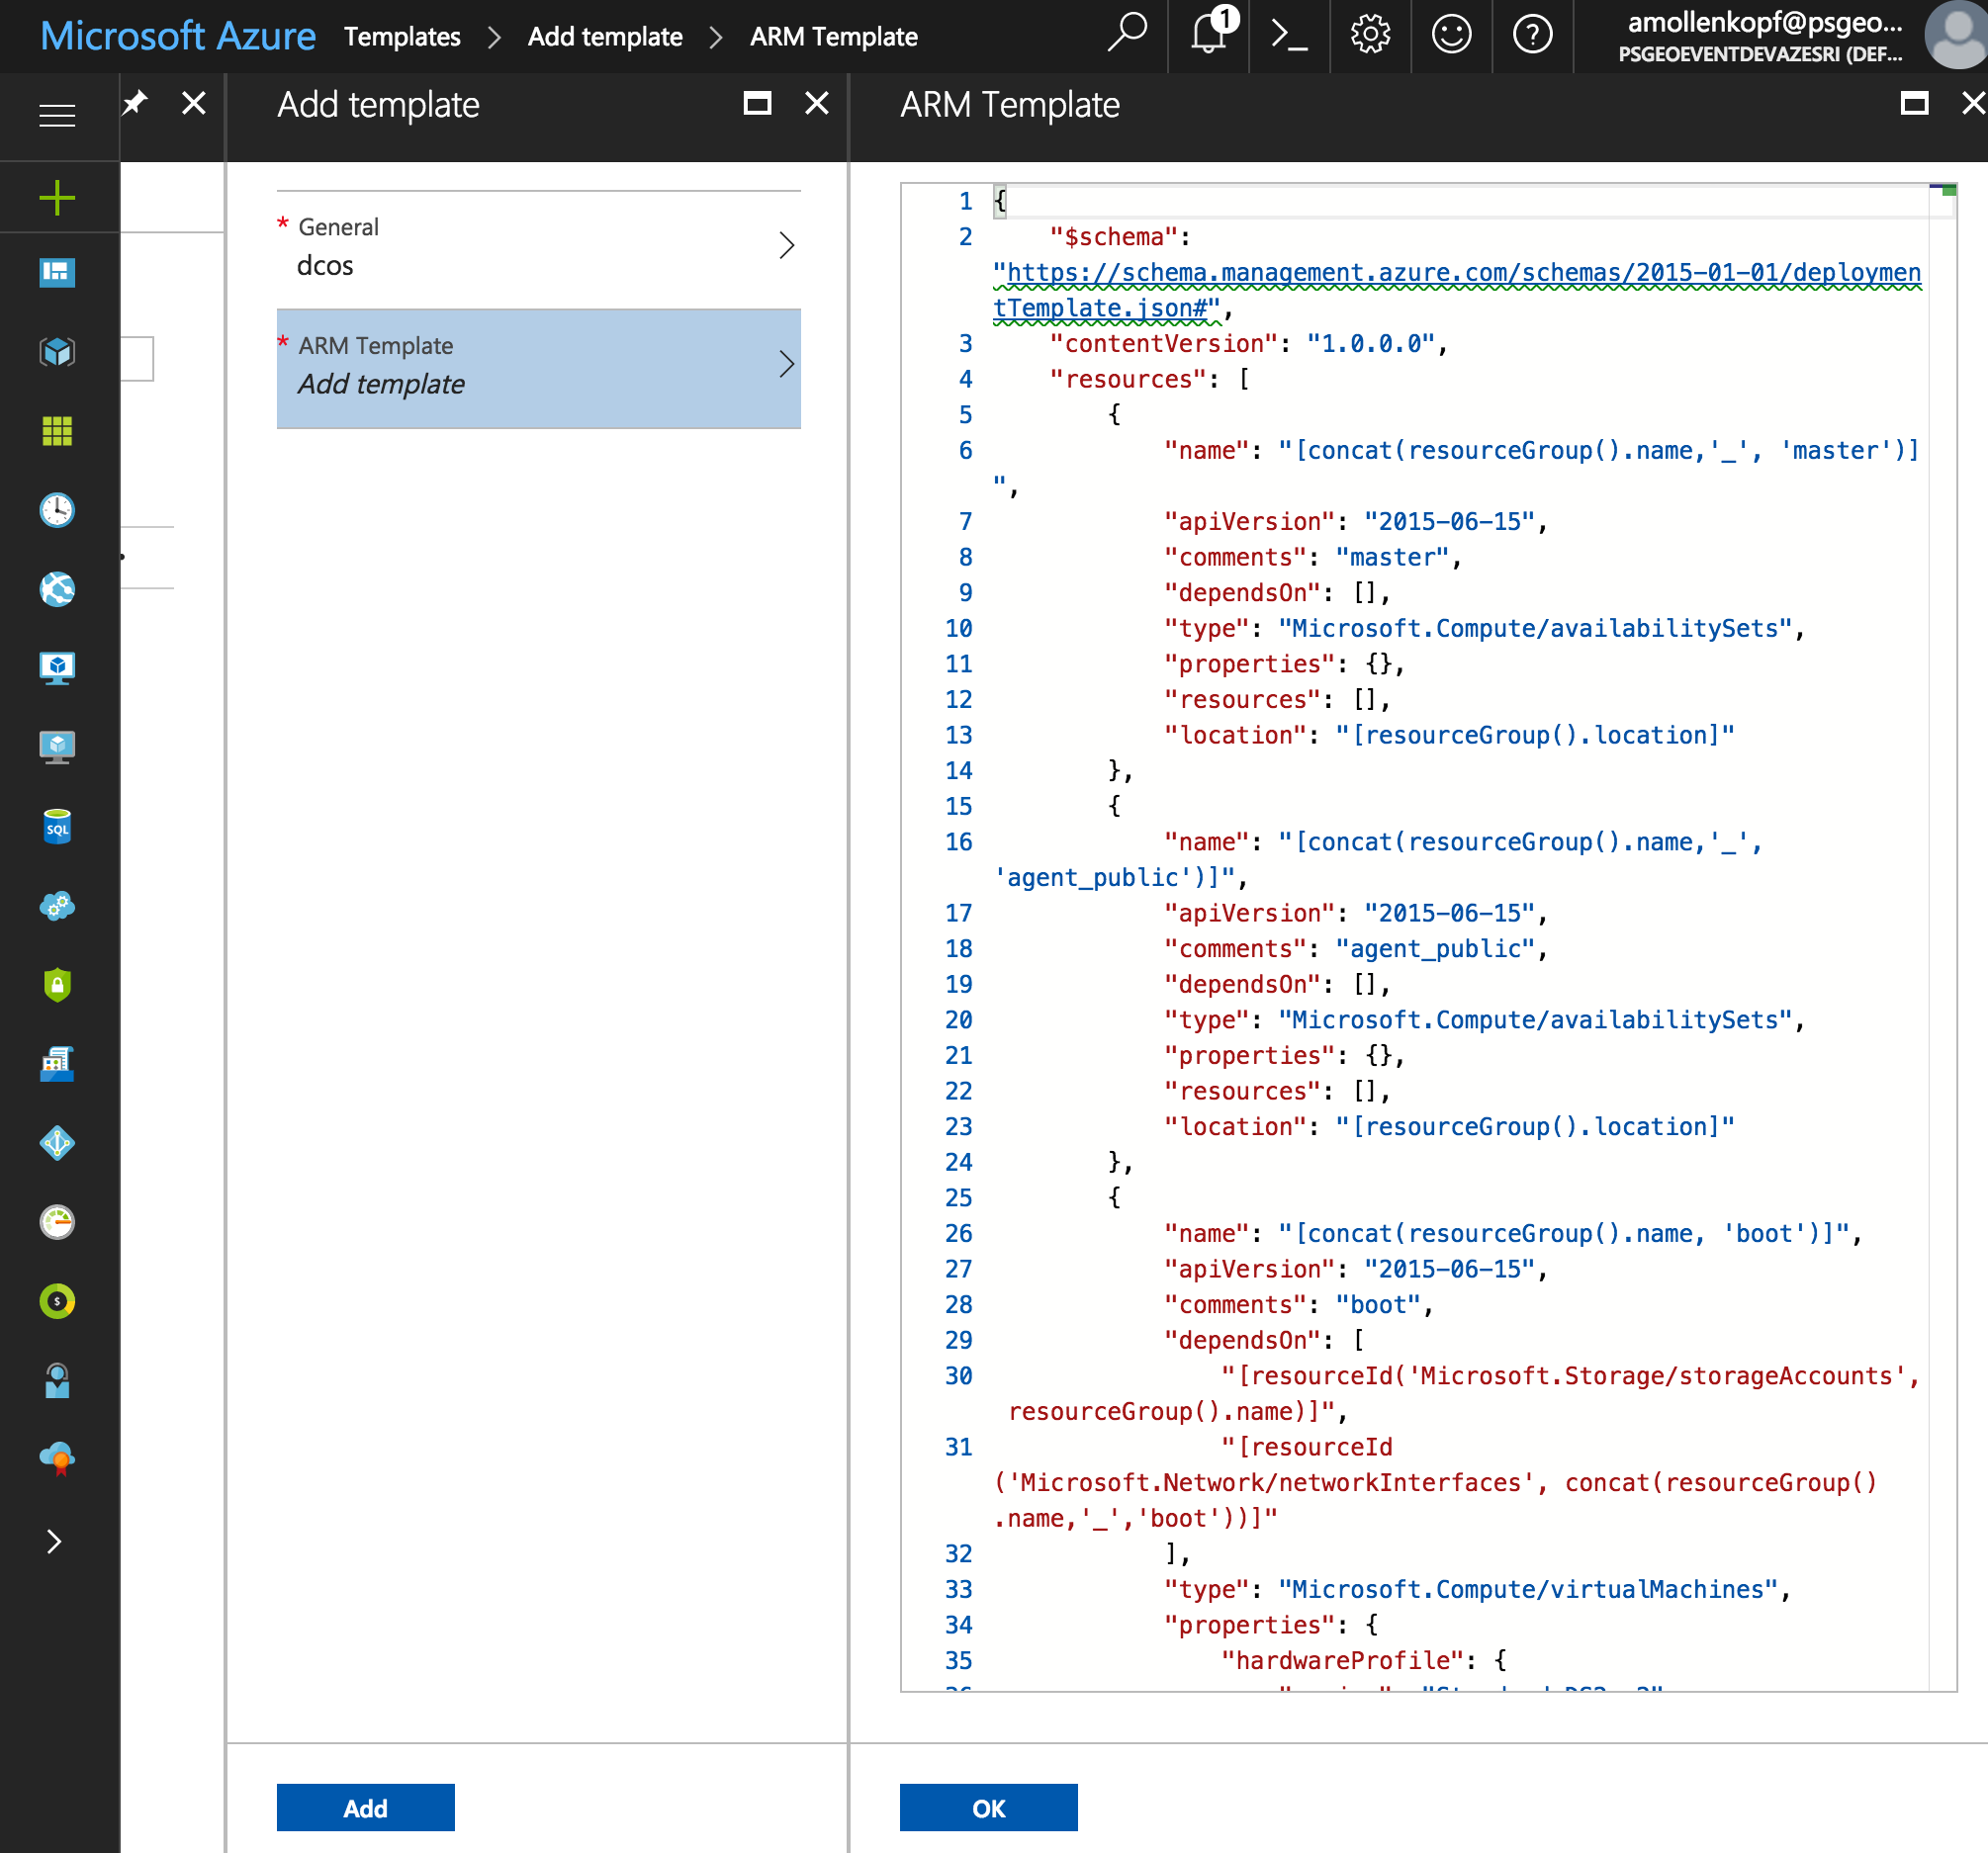 Microsoft Azure Templates > Add template > ARM Template
1
amollenkopf@psgeo...
PSGEOEVENTDEVAZESRI (DEF...
Add template
* General
dcos
* ARM Template
Add template
SQL
Add
ARM Template
1 {
2 "$schema":
"https://schema.management.azure.com/schemas/2015-01-01/deploymen
tTemplate.json#",
3 "contentVersion": "1.0.0.0",
4 "resources": [
5 {
6 "name": "[concat(resourceGroup().name,'_', 'master')]
",
7 "apiVersion": "2015-06-15",
8 "comments": "master",
9 "dependsOn": [],
10 "type": "Microsoft.Compute/availabilitySets",
11 "properties": {},
12 "resources": [],
13 "location": "[resourceGroup().location]"
14 },
15 {
16 "name": "[concat(resourceGroup().name,'_',
'agent_public')]",
17 "apiVersion": "2015-06-15",
18 "comments": "agent_public",
19 "dependsOn": [],
20 "type": "Microsoft.Compute/availabilitySets",
21 "properties": {},
22 "resources": [],
23 "location": "[resourceGroup().location]"
24 },
25 {
26 "name": "[concat(resourceGroup().name, 'boot')]",
27 "apiVersion": "2015-06-15",
28 "comments": "boot",
29 "dependsOn": [
30 "[resourceId('Microsoft.Storage/storageAccounts',
resourceGroup().name)]",
31 "[resourceId
('Microsoft.Network/networkInterfaces', concat(resourceGroup()
.name,'_','boot'))]"
32 ],
33 "type": "Microsoft.Compute/virtualMachines",
34 "properties": {
35 "hardwareProfile": {
OK